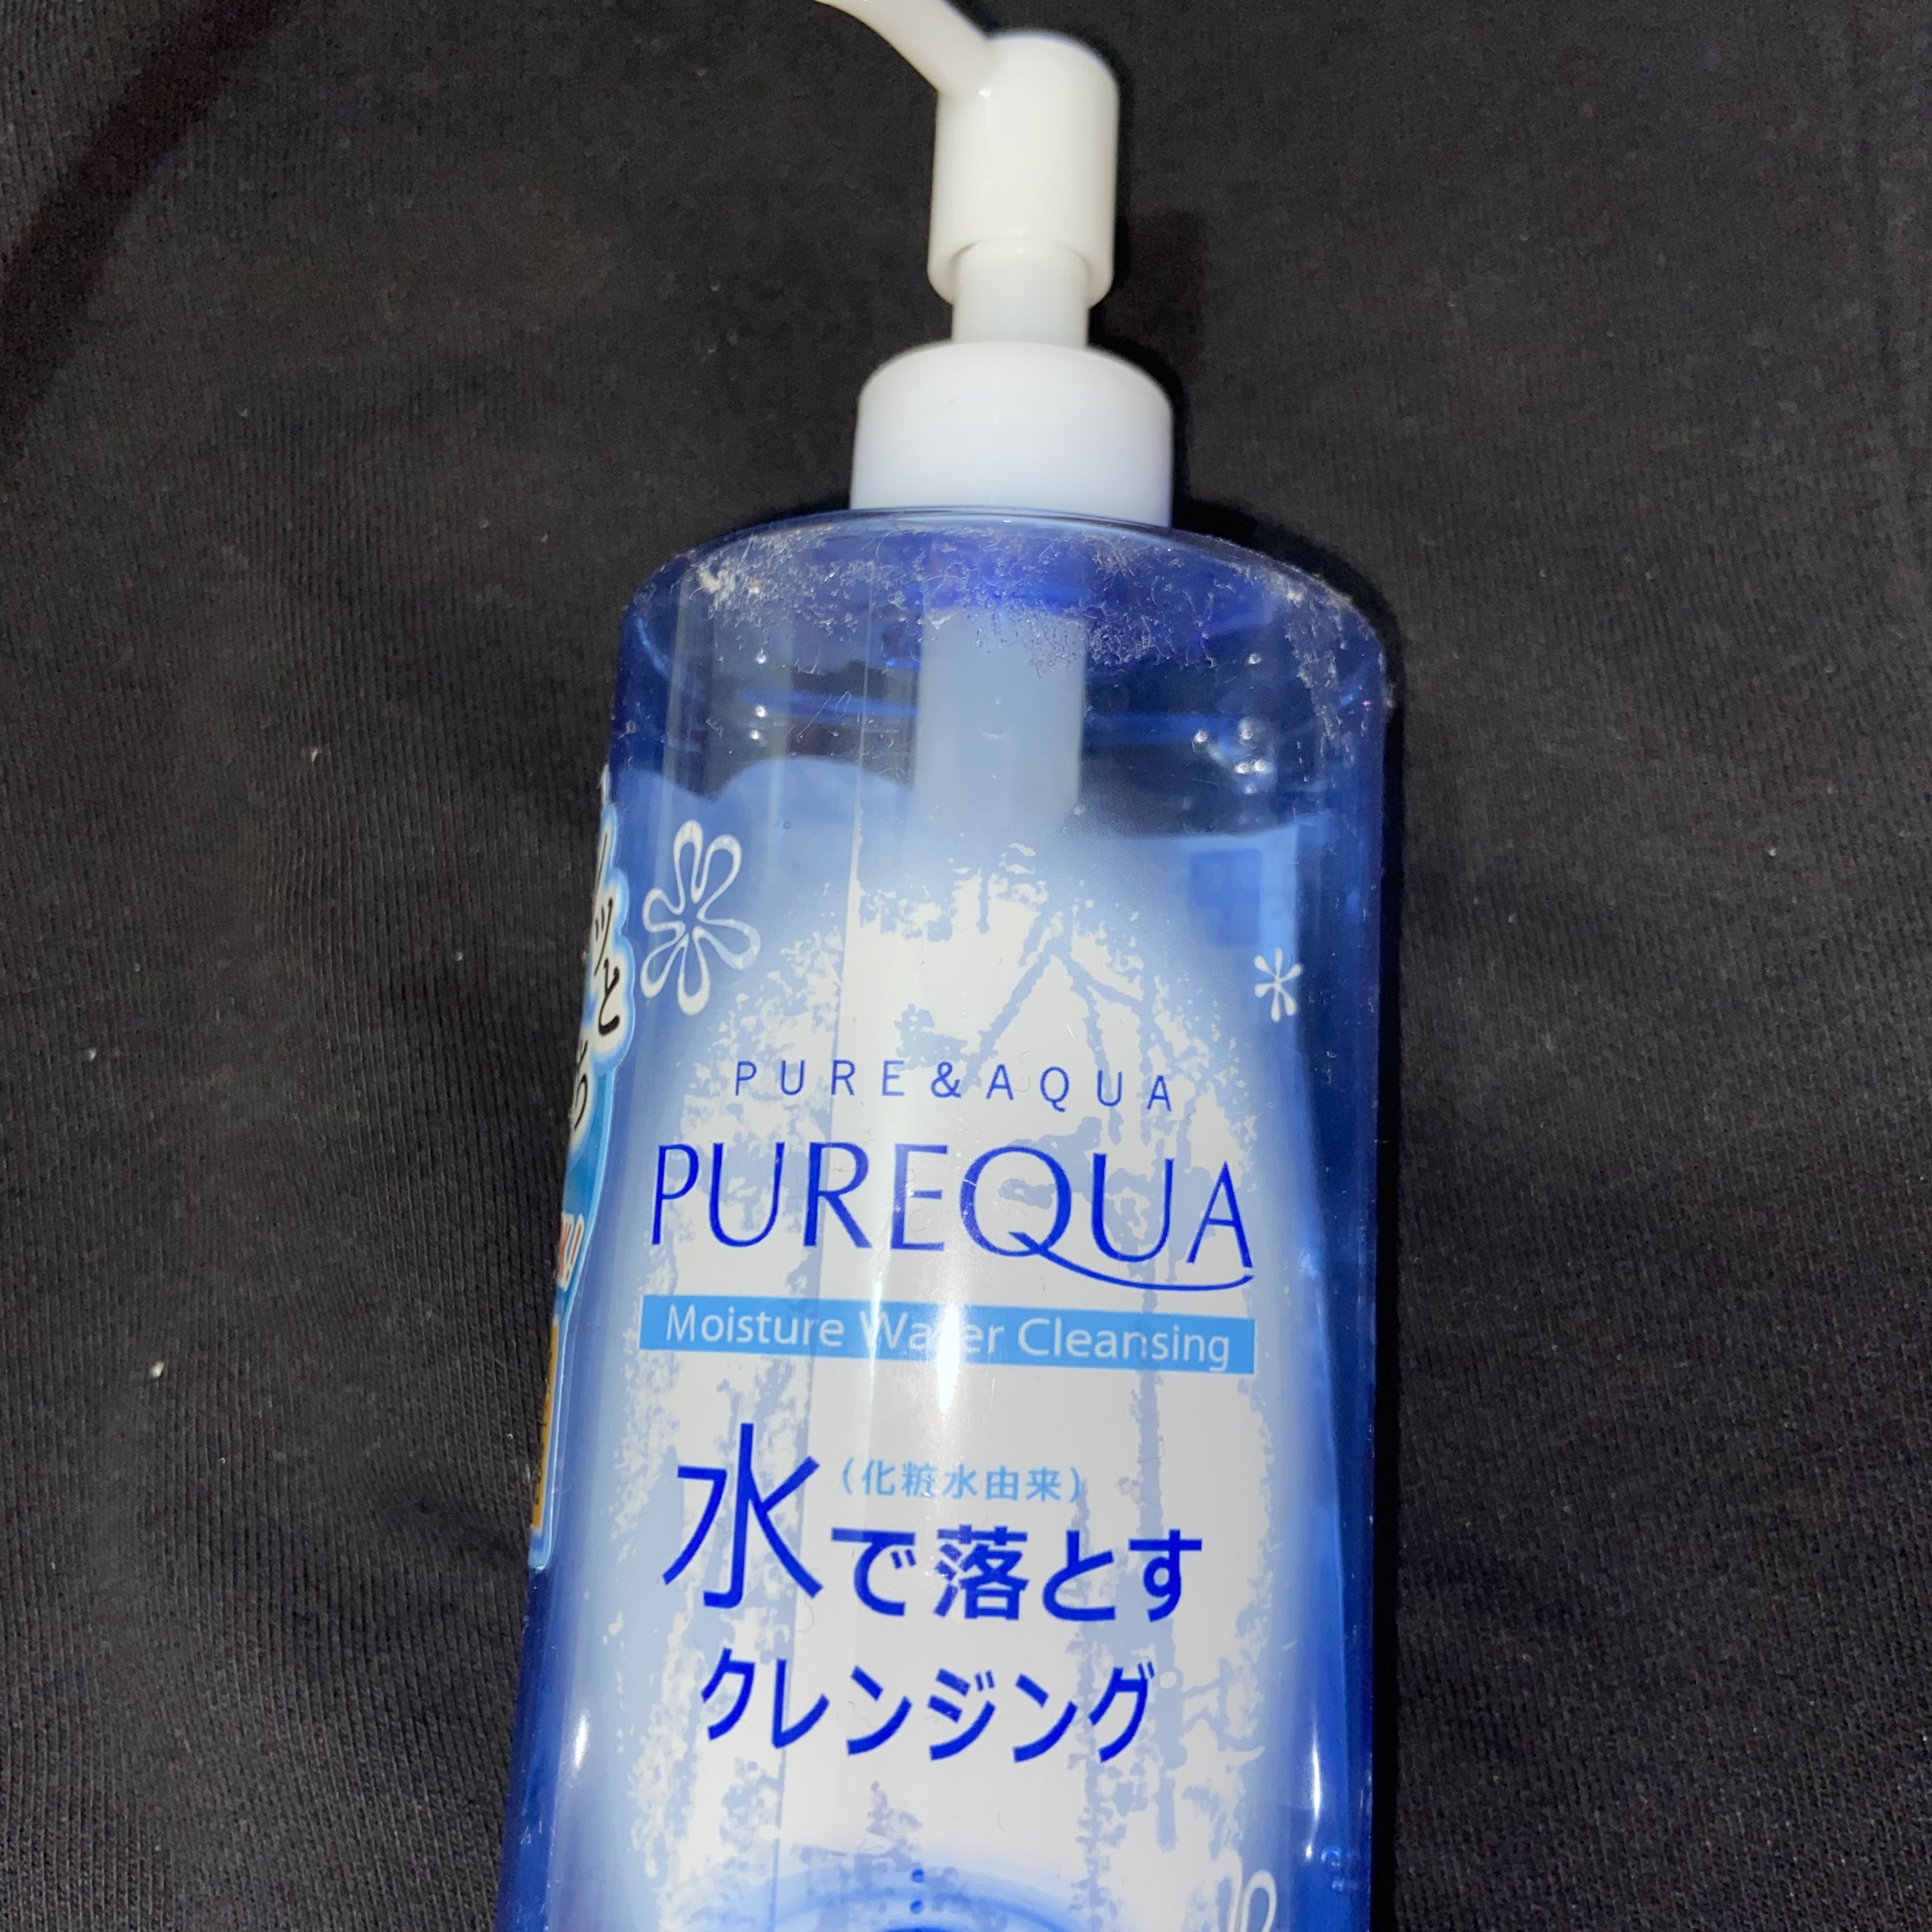 PURE&AQUA
PUREQUA
Moisture Water Cleansing
(化粧水由来)
水で落とす
クレンジング